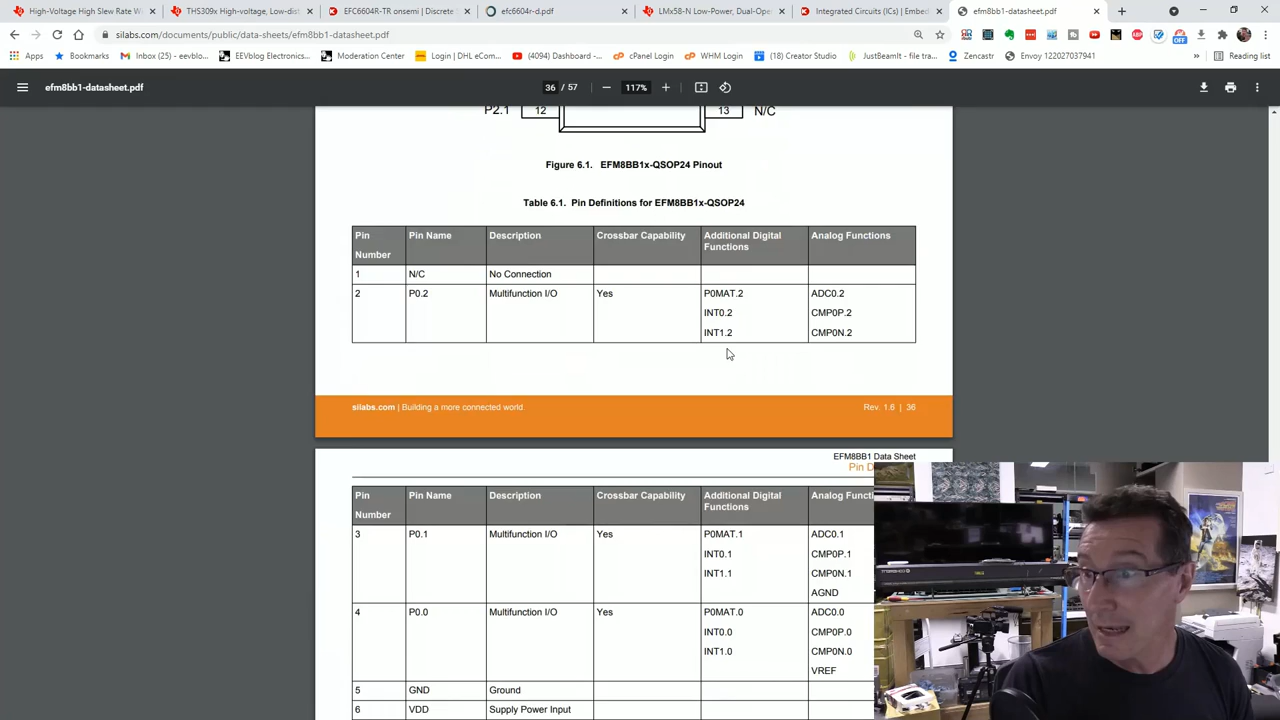 High-Voltage High Slew Rate W
THS309x High-voltage, Low-dist
EFC6604R-TR onsemi | Discrete
efc6604r-d.pdf
LMx58-N Low-Power, Dual-Ope
Integrated Circuits (ICs) | Embed
efm8bb1-datasheet.pdf
silabs.com/documents/public/data-sheets/efm8bb1-datasheet.pdf
Apps Bookmarks Inbox (25) - eevblo... EEVblog Electronics... Moderation Center Login | DHL eCom... (4094) Dashboard -... cPanel Login WHM Login (18) Creator Studio JustBeamIt - file tra... Zencastr Envoy 122027037941 Reading list
efm8bb1-datasheet.pdf 36 / 57 117%
P2.1 12 13 N/C
Figure 6.1. EFM8BB1x-QSOP24 Pinout
Table 6.1. Pin Definitions for EFM8BB1x-QSOP24
Pin Number Pin Name Description Crossbar Capability Additional Digital Functions Analog Functions
1 N/C No Connection
2 P0.2 Multifunction I/O Yes P0MAT.2 ADC0.2
INT0.2 CMP0P.2
INT1.2 CMP0N.2
silabs.com | Building a more connected world. Rev. 1.6 | 36
EFM8BB1 Data Sheet
Pin D
Pin Number Pin Name Description Crossbar Capability Additional Digital Functions Analog Functi
3 P0.1 Multifunction I/O Yes P0MAT.1 ADC0.1
INT0.1 CMP0P.1
INT1.1 CMP0N.1
AGND
4 P0.0 Multifunction I/O Yes P0MAT.0 ADC0.0
INT0.0 CMP0P.0
INT1.0 CMP0N.0
VREF
5 GND Ground
6 VDD Supply Power Input